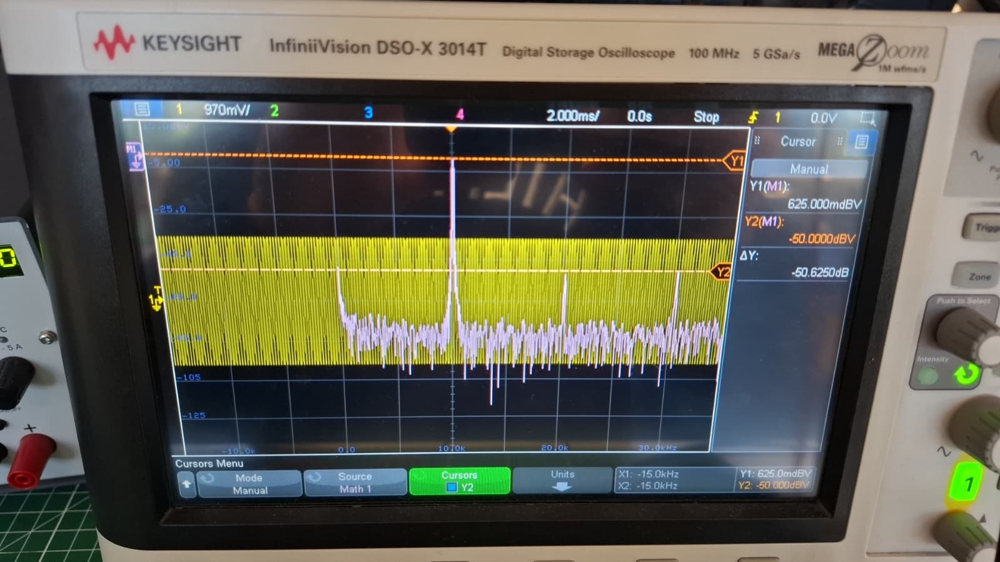 KEYSIGHT InfiniiVision DSO-X 3014T Digital Storage Oscilloscope 100 MHz 5 GSa/s MEGA Zoom
1M wfms/s
1 970mV/ 2 3 4 2.000ms/ 0.0s Stop 1 0.0V
Cursor
M1
Y1
-5.00
Manual
Y1(M1):
625.000mdBV
-25.0
Y2(M1):
-50.0000dBV
ΔY:
Y2
-50.6250dB
T
1
-105
-125
-10.0k 0.0 10.0k 20.0k 30.0kHz
Cursors Menu
Mode
Manual
Source
Math 1
Cursors
Y2
Units
X1: -15.0kHz
X2: -15.0kHz
Y1: 625.0mdBV
Y2: -50.000dBV
Zone
Push to Select
Intensity
1
0
C
-5A
+